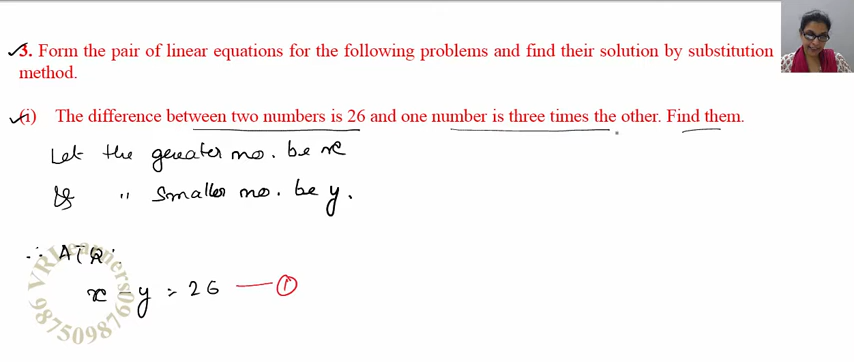 3. Form the pair of linear equations for the following problems and find their solution by substitution
method.
(i) The difference between two numbers is 26 and one number is three times the other. Find them.
Let the greater no. be x
& " smaller no. be y.
∴ ATQ:
x - y = 26 — ①
VRLearners
9875098760